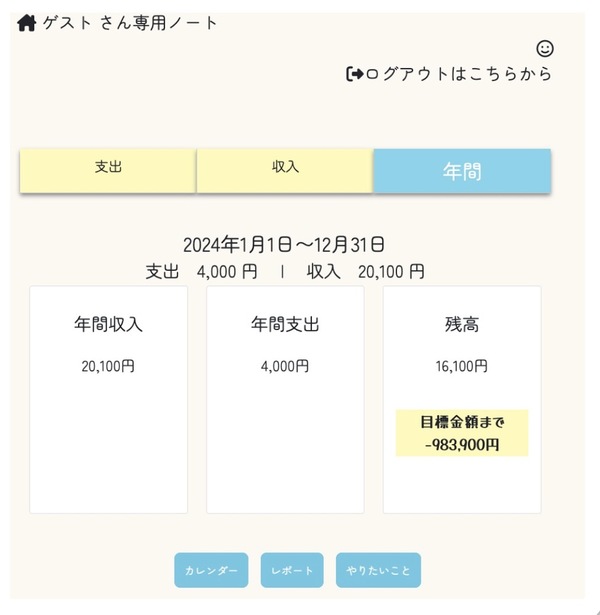 ゲスト さん専用ノート
ログアウトはこちらから
支出 収入 年間
2024年1月1日〜12月31日
支出 4,000 円 | 収入 20,100 円
年間収入 年間支出 残高
20,100円 4,000円 16,100円
目標金額まで
-983,900円
カレンダー レポート やりたいこと